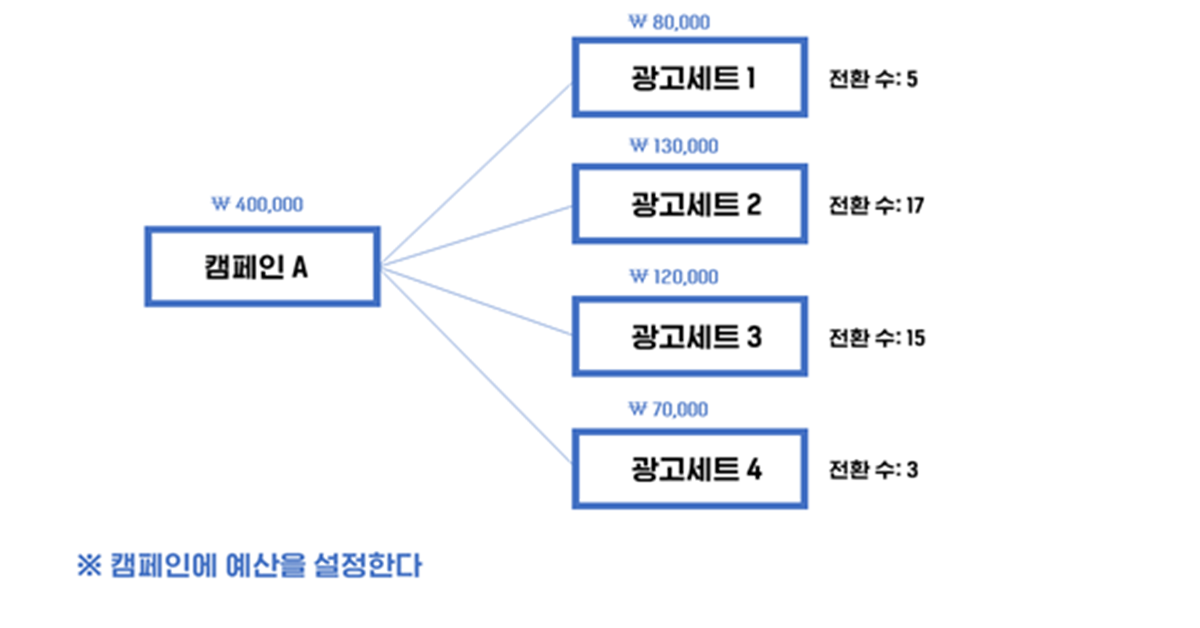 ₩ 80,000
광고세트 1
전환 수: 5
₩ 130,000
광고세트 2
전환 수: 17
₩ 400,000
캠페인 A
₩ 120,000
광고세트 3
전환 수: 15
₩ 70,000
광고세트 4
전환 수: 3
※ 캠페인에 예산을 설정한다